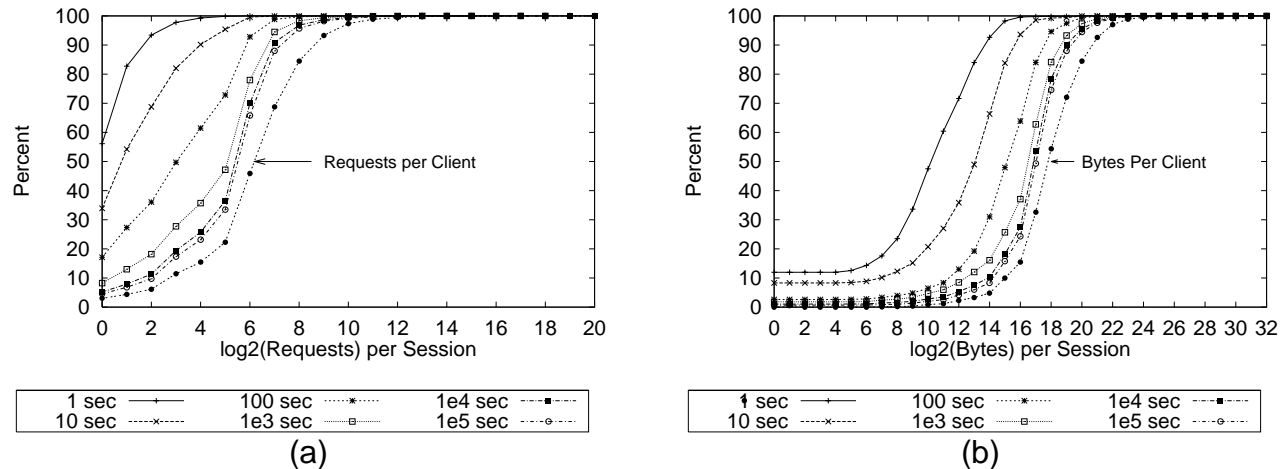 100
90
80
70
60
50
40
30
20
10
0
Percent
Requests per Client
0 2 4 6 8 10 12 14 16 18 20
log2(Requests) per Session
1 sec 100 sec 1e4 sec
10 sec 1e3 sec 1e5 sec
(a)
100
90
80
70
60
50
40
30
20
10
0
Percent
Bytes Per Client
0 2 4 6 8 10 12 14 16 18 20 22 24 26 28 30 32
log2(Bytes) per Session
1 sec 100 sec 1e4 sec
10 sec 1e3 sec 1e5 sec
(b)